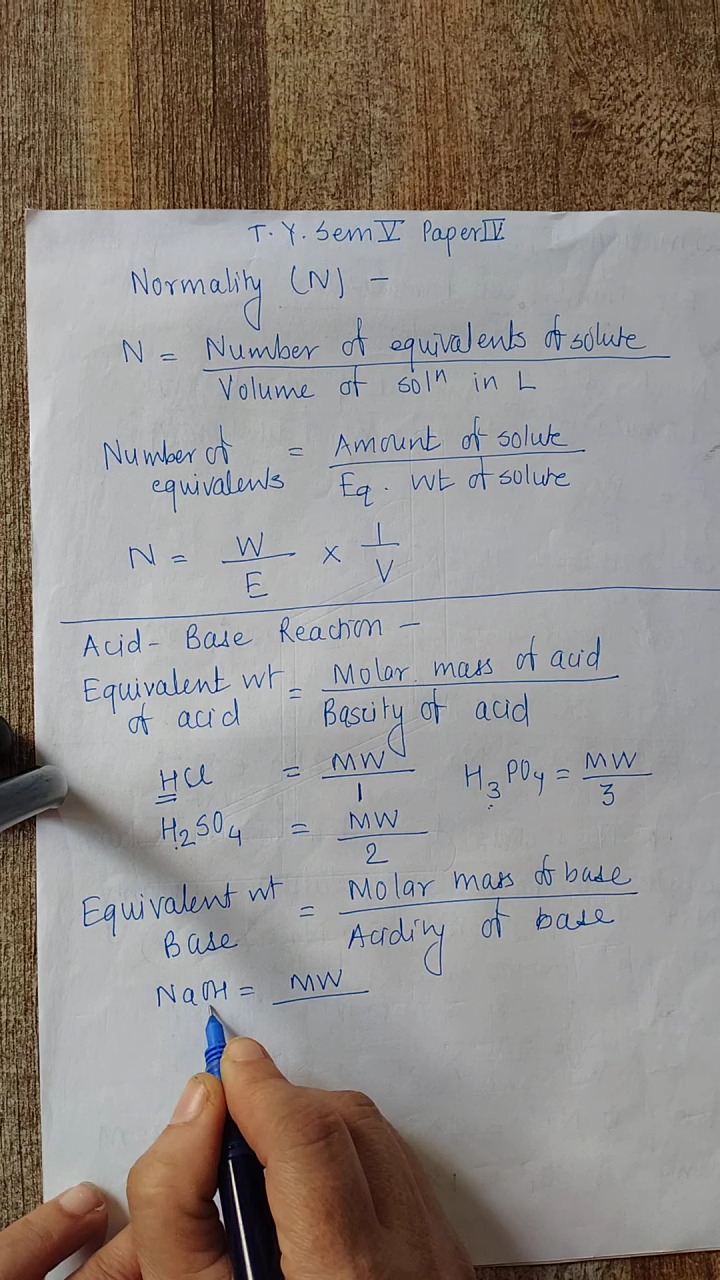 T. Y. Sem V Paper IV
Normality (N) –
N = Number of equivalents of solute
Volume of solⁿ in L
Number of equivalents = Amount of solute
Eq. wt of solute
N = W/E × 1/V
Acid - Base Reaction –
Equivalent wt of acid = Molar mass of acid
Bascity of acid
HCl = MW/1 H₃PO₄ = MW/3
H₂SO₄ = MW/2
Equivalent wt Base = Molar mass of base
Acidity of base
NaOH = MW